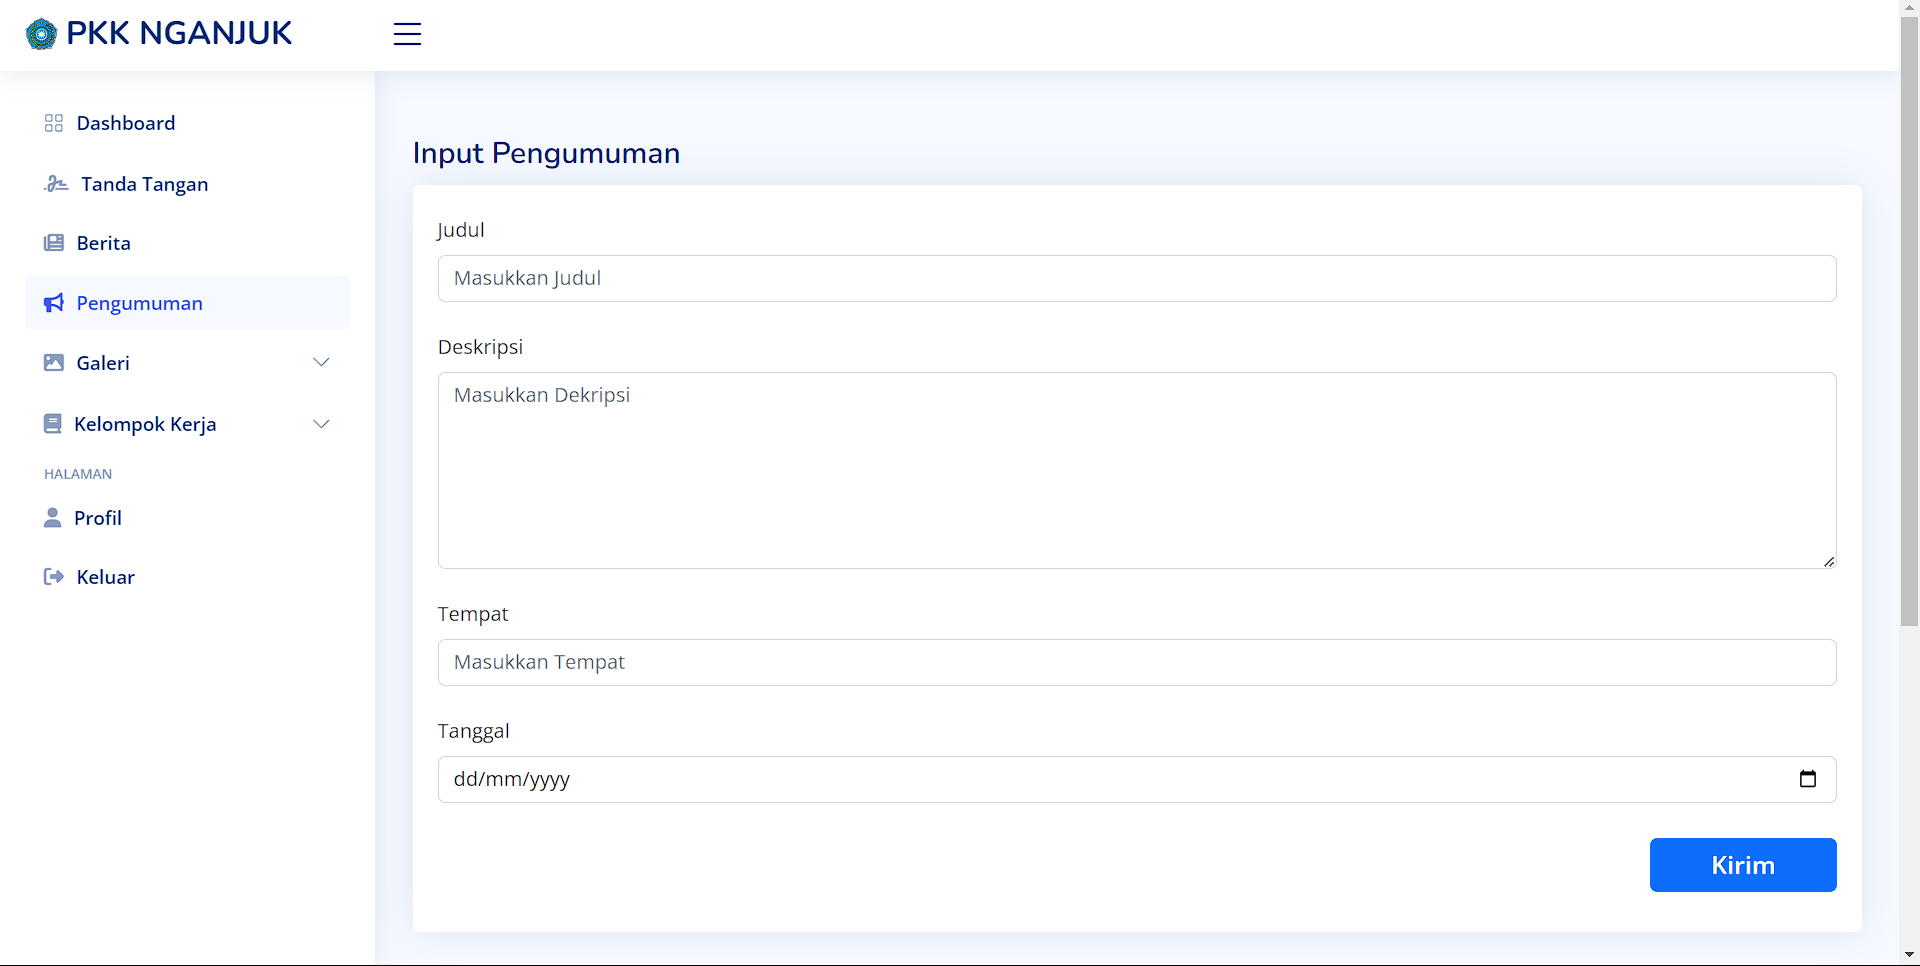 PKK NGANJUK
Dashboard
Tanda Tangan
Berita
Pengumuman
Galeri
Kelompok Kerja
HALAMAN
Profil
Keluar
Input Pengumuman
Judul
Masukkan Judul
Deskripsi
Masukkan Dekripsi
Tempat
Masukkan Tempat
Tanggal
dd/mm/yyyy
Kirim